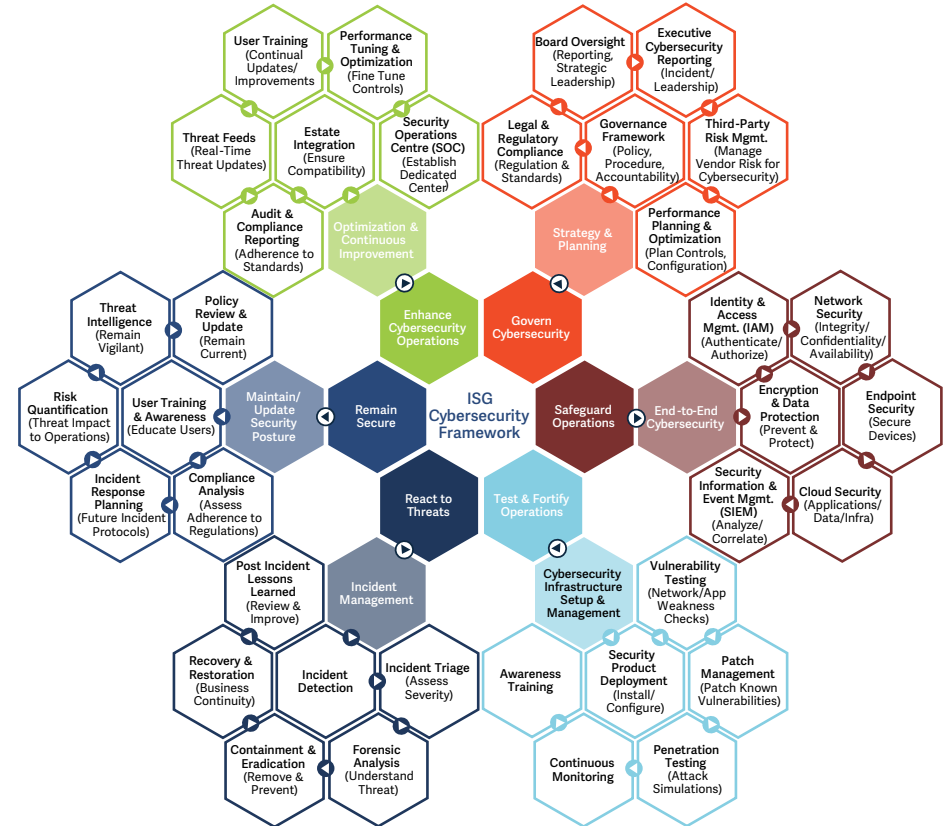 User Training
(Continual
Updates/
Improvements
Performance
Tuning &
Optimization
(Fine Tune
Controls)
Threat Feeds
(Real-Time
Threat Updates)
Estate
Integration
(Ensure
Compatibility)
Security
Operations
Centre (SOC)
(Establish
Dedicated
Center)
Audit &
Compliance
Reporting
(Adherence to
Standards)
Optimization &
Continuous
Improvement
Enhance
Cybersecurity
Operations
Board Oversight
(Reporting,
Strategic
Leadership)
Executive
Cybersecurity
Reporting
(Incident/
Leadership)
Legal &
Regulatory
Compliance
(Regulation &
Standards)
Governance
Framework
(Policy,
Procedure,
Accountability)
Third-Party
Risk Mgmt.
(Manage
Vendor Risk for
Cybersecurity)
Strategy &
Planning
Performance
Planning &
Optimization
(Plan Controls,
Configuration)
Govern
Cybersecurity
Threat
Intelligence
(Remain
Vigilant)
Policy
Review &
Update
(Remain
Current)
Risk
Quantification
(Threat Impact
to Operations)
User Training
& Awareness
(Educate Users)
Maintain/
Update
Security
Posture
Remain
Secure
Incident
Response
Planning
(Future Incident
Protocols)
Compliance
Analysis
(Assess
Adherence to
Regulations)
ISG
Cybersecurity
Framework
Safeguard
Operations
End-to-End
Cybersecurity
Identity &
Access
Mgmt. (IAM)
(Authenticate/
Authorize)
Network
Security
(Integrity/
Confidentiality/
Availability)
Encryption
& Data
Protection
(Prevent &
Protect)
Endpoint
Security
(Secure
Devices)
Security
Information &
Event Mgmt.
(SIEM)
(Analyze/
Correlate)
Cloud Security
(Applications/
Data/Infra)
React to
Threats
Test & Fortify
Operations
Post Incident
Lessons
Learned
(Review &
Improve)
Incident
Management
Recovery &
Restoration
(Business
Continuity)
Incident
Detection
Incident Triage
(Assess
Severity)
Containment &
Eradication
(Remove &
Prevent)
Forensic
Analysis
(Understand
Threat)
Cybersecurity
Infrastructure
Setup &
Management
Vulnerability
Testing
(Network/App
Weakness
Checks)
Awareness
Training
Security
Product
Deployment
(Install/
Configure)
Patch
Management
(Patch Known
Vulnerabilities)
Continuous
Monitoring
Penetration
Testing
(Attack
Simulations)